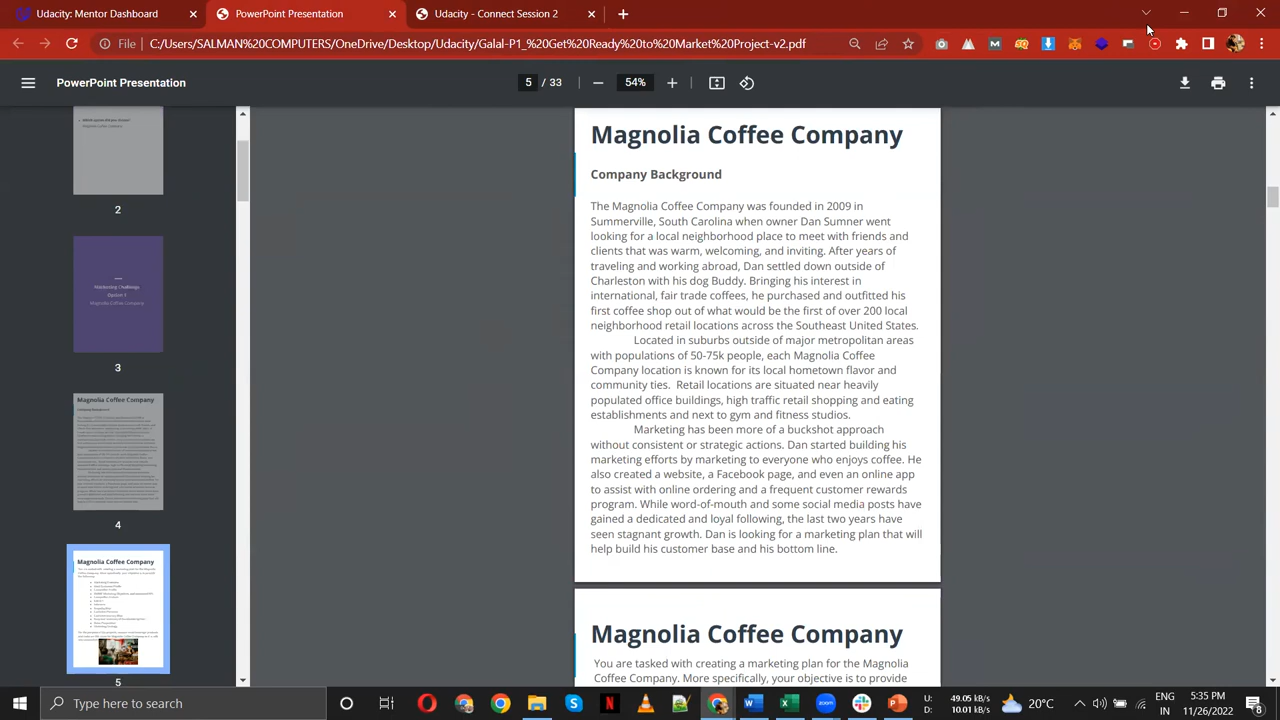 Udacity: Mentor Dashboard
PowerPoint Presentation
Udacity - Connect Session 2
File
C:/Users/SALMAN%20COMPUTERS/OneDrive/Desktop/Udacity/Galal-P1_%20Get%20Ready%20to%20Market%20Project-v2.pdf
PowerPoint Presentation
5 / 33
54%
2
Marketing Challenge
Option 1
Magnolia Coffee Company
3
Magnolia Coffee Company
4
Magnolia Coffee Company
5
Magnolia Coffee Company
Company Background
The Magnolia Coffee Company was founded in 2009 in
Summerville, South Carolina when owner Dan Sumner went
looking for a local neighborhood place to meet with friends and
clients that was warm, welcoming, and inviting. After years of
traveling and working abroad, Dan settled down outside of
Charleston with his dog Buddy. Bringing his interest in
international, fair trade coffees, he purchased and outfitted his
first coffee shop out of what would be the first of over 200 local
neighborhood retail locations across the Southeast United States.
Located in suburbs outside of major metropolitan areas
with populations of 50-75k people, each Magnolia Coffee
Company location is known for its local hometown flavor and
community ties. Retail locations are situated near heavily
populated office buildings, high traffic retail shopping and eating
establishments and next to gym and fitness studios.
Marketing has been more of a buckshot approach
without consistent or strategic actions. Dan started building his
marketing efforts by marketing to everyone who enjoys coffee. He
also created a website, a Facebook page, and even an online app
to assist with online ordering and a frequent customer rewards
program. While word-of-mouth and some social media posts have
gained a dedicated and loyal following, the last two years have
seen stagnant growth. Dan is looking for a marketing plan that will
help build his customer base and his bottom line.
Magnolia Coffee Company
You are tasked with creating a marketing plan for the Magnolia
Coffee Company. More specifically, your objective is to provide
Type here to search
U: 49.05 kB/s
D: 10.01 kB/s
20°C
ENG
IN
5:35 PM
11/26/2022
8